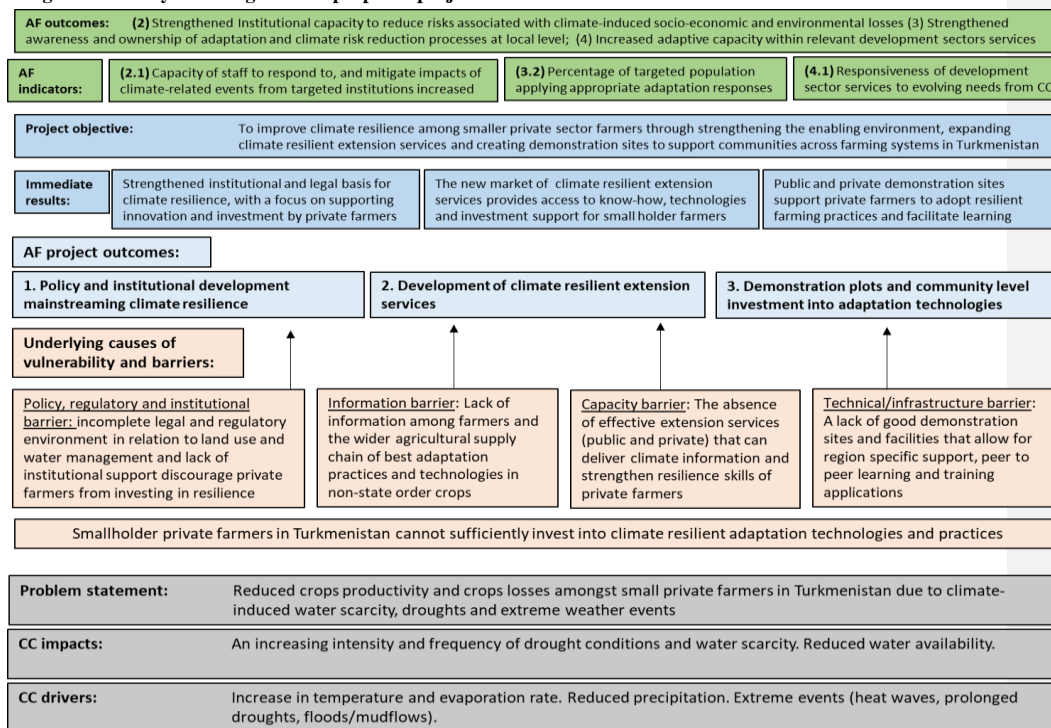 AF outcomes: (2) Strengthened Institutional capacity to reduce risks associated with climate-induced socio-economic and environmental losses (3) Strengthened
awareness and ownership of adaptation and climate risk reduction processes at local level; (4) Increased adaptive capacity within relevant development sectors services
AF
indicators:
(2.1) Capacity of staff to respond to, and mitigate impacts of
climate-related events from targeted institutions increased
(3.2) Percentage of targeted population
applying appropriate adaptation responses
(4.1) Responsiveness of development
sector services to evolving needs from CC
Project objective: To improve climate resilience among smaller private sector farmers through strengthening the enabling environment, expanding
climate resilient extension services and creating demonstration sites to support communities across farming systems in Turkmenistan
Immediate
results:
Strengthened institutional and legal basis for
climate resilience, with a focus on supporting
innovation and investment by private farmers
The new market of climate resilient extension
services provides access to know-how, technologies
and investment support for small holder farmers
Public and private demonstration sites
support private farmers to adopt resilient
farming practices and facilitate learning
AF project outcomes:
1. Policy and institutional development
mainstreaming climate resilience
2. Development of climate resilient extension
services
3. Demonstration plots and community level
investment into adaptation technologies
Underlying causes of
vulnerability and barriers:
Policy, regulatory and institutional
barrier: incomplete legal and regulatory
environment in relation to land use and
water management and lack of
institutional support discourage private
farmers from investing in resilience
Information barrier: Lack of
information among farmers and
the wider agricultural supply
chain of best adaptation
practices and technologies in
non-state order crops
Capacity barrier: The absence
of effective extension services
(public and private) that can
deliver climate information and
strengthen resilience skills of
private farmers
Technical/infrastructure barrier:
A lack of good demonstration
sites and facilities that allow for
region specific support, peer to
peer learning and training
applications
Smallholder private farmers in Turkmenistan cannot sufficiently invest into climate resilient adaptation technologies and practices
Problem statement: Reduced crops productivity and crops losses amongst small private farmers in Turkmenistan due to climate-
induced water scarcity, droughts and extreme weather events
CC impacts: An increasing intensity and frequency of drought conditions and water scarcity. Reduced water availability.
CC drivers: Increase in temperature and evaporation rate. Reduced precipitation. Extreme events (heat waves, prolonged
droughts, floods/mudflows).